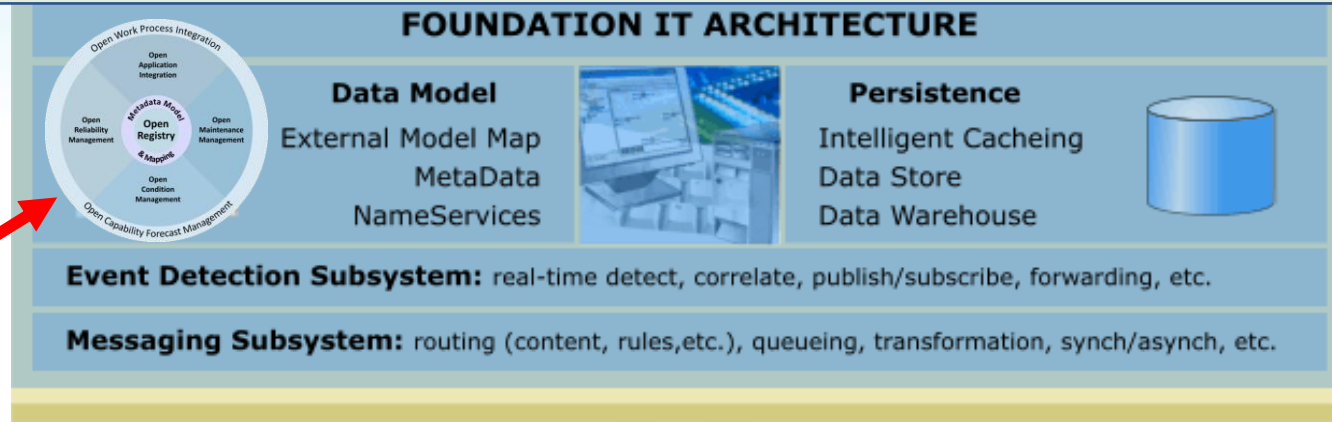 FOUNDATION IT ARCHITECTURE
Open Work Process Integration
Open
Application
Integration
Open
Reliability
Management
Metadata Model
Open
Registry
& Mapping
Open
Maintenance
Management
Open
Condition
Management
Open Capability Forecast Management
Data Model
External Model Map
MetaData
NameServices
Persistence
Intelligent Cacheing
Data Store
Data Warehouse
Event Detection Subsystem: real-time detect, correlate, publish/subscribe, forwarding, etc.
Messaging Subsystem: routing (content, rules,etc.), queueing, transformation, synch/asynch, etc.